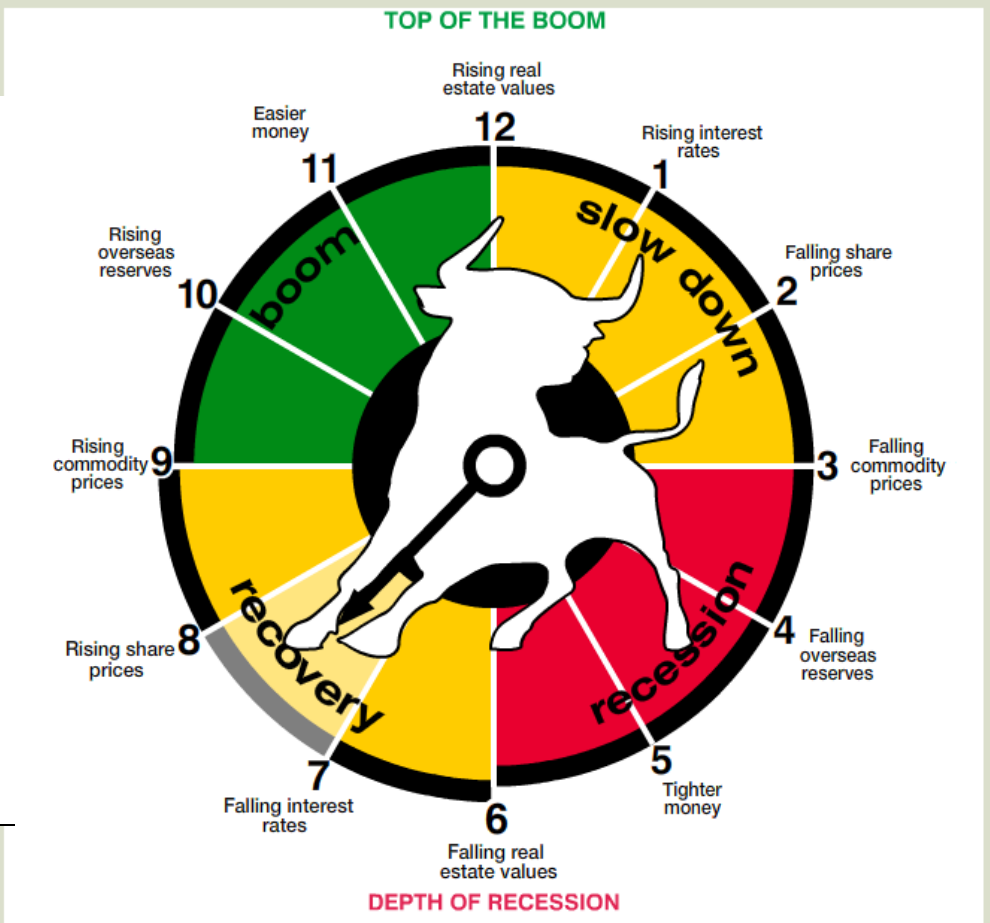 TOP OF THE BOOM
Rising real
estate values
12
Easier
money
11
Rising interest
rates
1
slow down
boom
Rising
overseas
reserves
10
Falling share
prices
2
Rising
commodity
prices
9
3
Falling
commodity
prices
recovery
recession
Rising share
prices
8
4
Falling
overseas
reserves
7
Falling interest
rates
5
Tighter
money
6
Falling real
estate values
DEPTH OF RECESSION